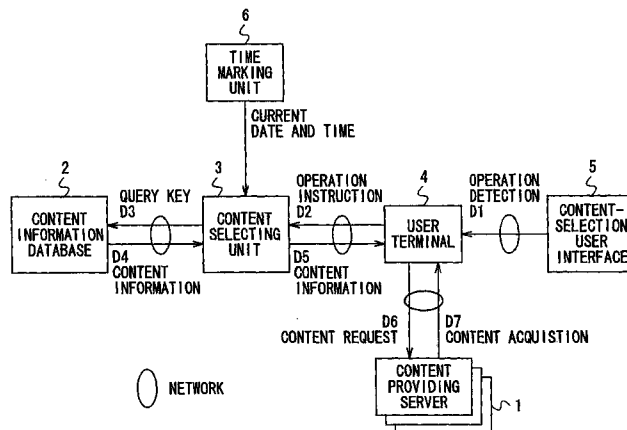 6
TIME
MARKING
UNIT
CURRENT
DATE AND TIME
2
CONTENT
INFORMATION
DATABASE
QUERY KEY
D3
D4
CONTENT
INFORMATION
3
CONTENT
SELECTING
UNIT
OPERATION
INSTRUCTION
D2
D5
CONTENT
INFORMATION
4
USER
TERMINAL
OPERATION
DETECTION
D1
5
CONTENT-
SELECTION
USER
INTERFACE
D6
CONTENT REQUEST
D7
CONTENT ACQUISTION
CONTENT
PROVIDING
SERVER
1
NETWORK